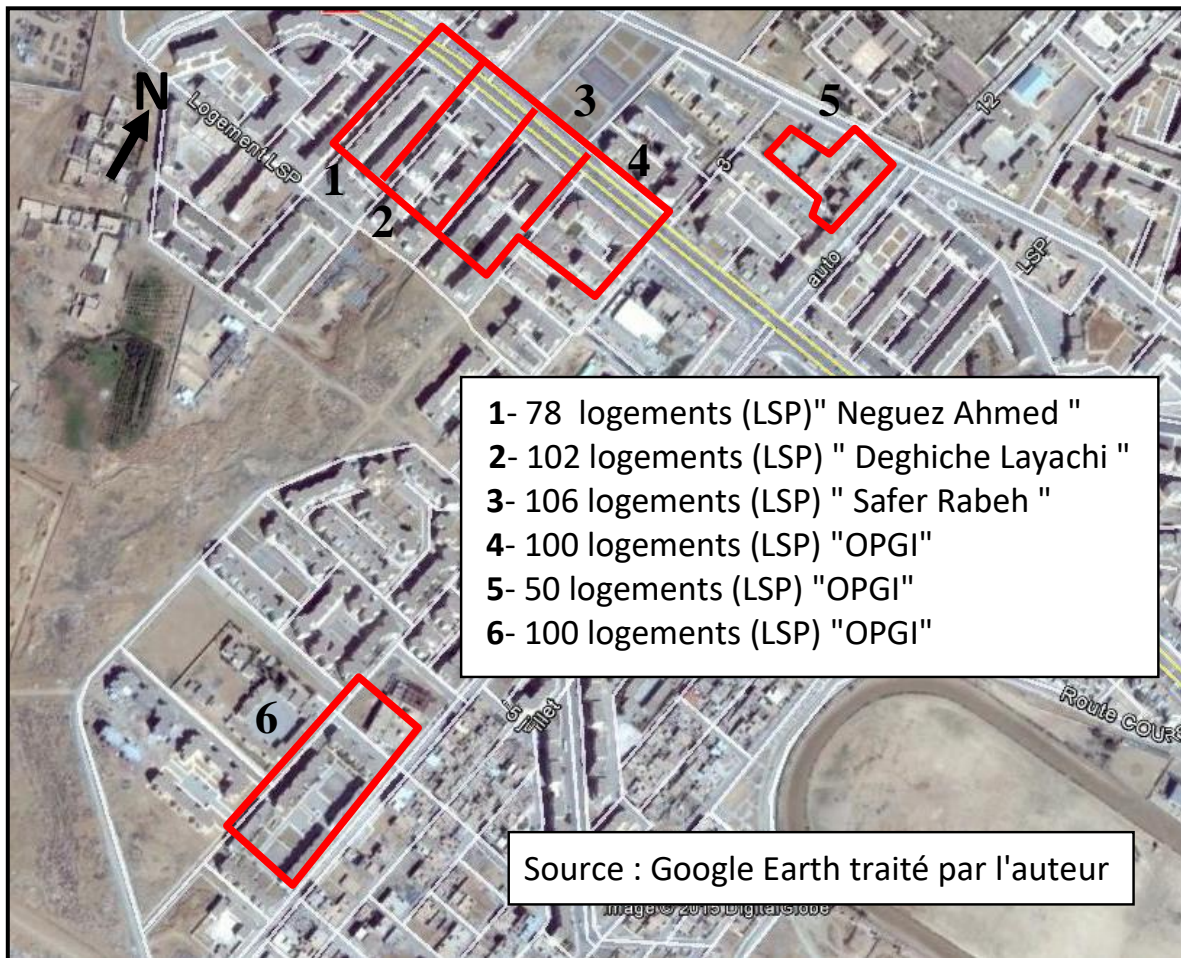 N
Logement LSP
1
2
3
4
5
3
12
auto
LSP
1- 78 logements (LSP)" Neguez Ahmed "
2- 102 logements (LSP) " Deghiche Layachi "
3- 106 logements (LSP) " Safer Rabeh "
4- 100 logements (LSP) "OPGI"
5- 50 logements (LSP) "OPGI"
6- 100 logements (LSP) "OPGI"
6
Route COURS
Source : Google Earth traité par l'auteur
Image © 2015 DigitalGlobe